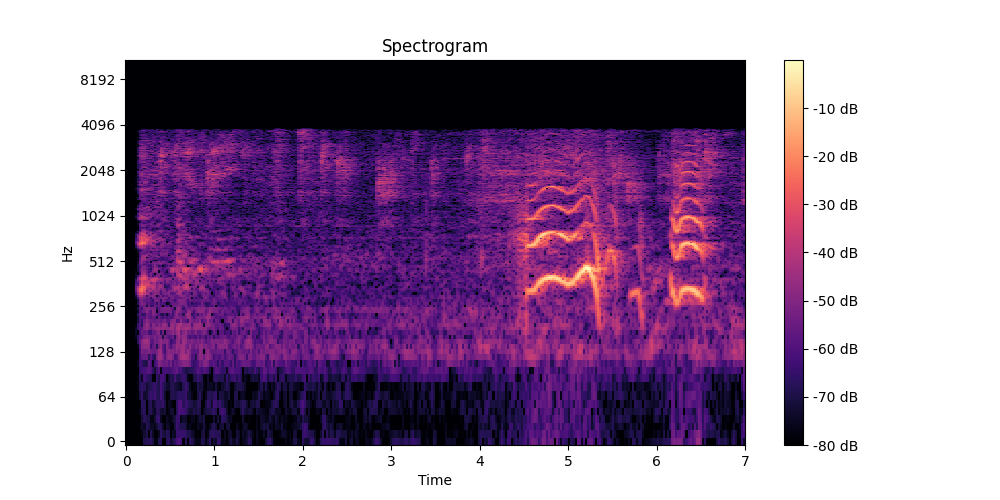 Spectrogram
8192
4096
2048
1024
512
256
128
64
0
Hz
0 1 2 3 4 5 6 7
Time
-10 dB
-20 dB
-30 dB
-40 dB
-50 dB
-60 dB
-70 dB
-80 dB